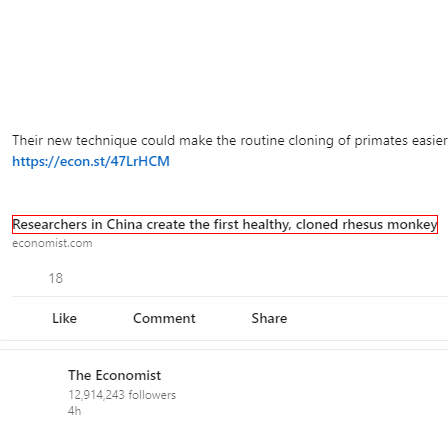 Their new technique could make the routine cloning of primates easier
https://econ.st/47LrHCM
Researchers in China create the first healthy, cloned rhesus monkey
economist.com
18
Like Comment Share
The Economist
12,914,243 followers
4h